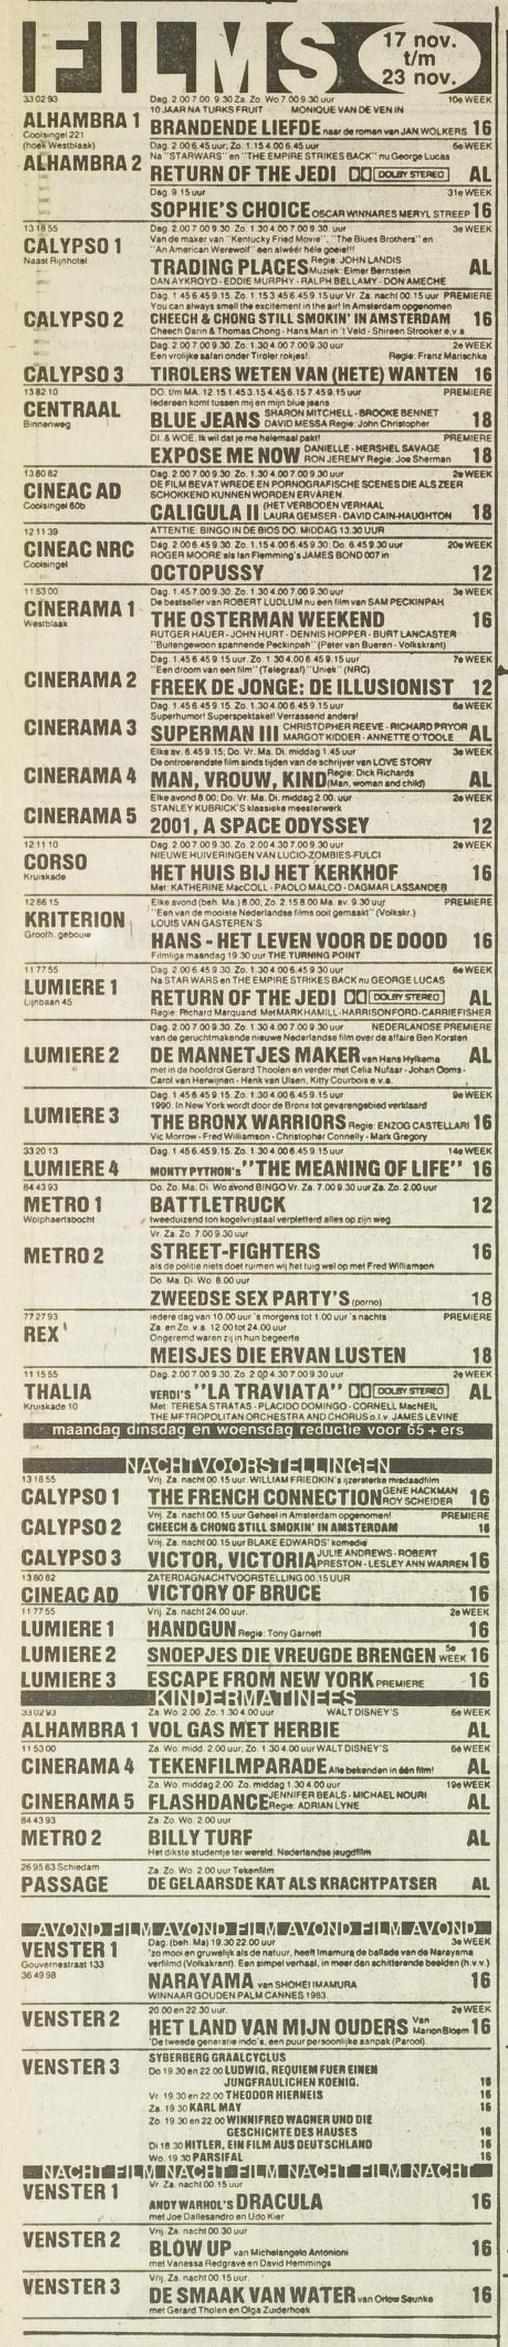 FILMS
17 nov.
t/m
23 nov.
33 02 93
Dag. 2.00 7.00 9.30 Za. Zo. Wo 7.00 9.30 uur 10e WEEK
10 JAAR NA TURKS FRUIT MONIQUE VAN DE VEN IN
ALHAMBRA 1
Coolsingel 221
(hoek Westblaak)
BRANDENDE LIEFDE naar de roman van JAN WOLKERS 16
Dag. 2.00 6.45 uur; Zo. 1.15 4.00 6.45 uur 6e WEEK
Na "STARWARS" en "THE EMPIRE STRIKES BACK" nu George Lucas
ALHAMBRA 2
RETURN OF THE JEDI DOLBY STEREO AL
Dag. 9.15 uur 31e WEEK
SOPHIE'S CHOICE OSCAR WINNARES MERYL STREEP 16
13 18 55
Dag. 2.00 7.00 9.30 Zo. 1.30 4.00 7.00 9.30 uur. 3e WEEK
Van de maker van "Kentucky Fried Movie", "The Blues Brothers" en
"An American Werewolf" een alwéér héle goeie!!!
CALYPSO 1
Naast Rijnhotel
TRADING PLACES Regie: JOHN LANDIS
Muziek: Elmer Bernstein AL
DAN AYKROYD - EDDIE MURPHY - RALPH BELLAMY - DON AMECHE
Dag. 1.45 6.45 9.15; Zo. 1.15 3.45 6.45 9.15 uur Vr. Za. nacht 00.15 uur PREMIERE
You can always smell the excitement in the air! In Amsterdam opgenomen
CALYPSO 2
CHEECH & CHONG STILL SMOKIN' IN AMSTERDAM 16
Cheech Darin & Thomas Chong - Hans Man in 't Veld - Shireen Strooker e.v.a.
Dag. 2.00 7.00 9.30 Zo. 1.30 4.00 7.00 9.30 uur 2e WEEK
Een vrolijke safari onder Tiroler rokjes! Regie: Franz Marischka
CALYPSO 3
TIROLERS WETEN VAN (HETE) WANTEN 16
13 82 10
DO. t/m MA. 12.15 1.45 3.15 4.45 6.15 7.45 9.15 uur PREMIERE
Iedereen komt tussen mij en mijn blue jeans
CENTRAAL
Binnenweg
BLUE JEANS SHARON MITCHELL - BROOKE BENNET
DAVID MESSA Regie: John Christopher 18
DI. & WOE. Ik wil dat je me helemaal pakt! PREMIERE
EXPOSE ME NOW DANIELLE - HERSHEL SAVAGE
RON JEREMY Regie: Joe Sherman 18
13 80 82
Dag. 2.00 7.00 9.30 Zo. 1.30 4.00 7.00 9.30 uur 2e WEEK
DE FILM BEVAT WREDE EN PORNOGRAFISCHE SCENES DIE ALS ZEER
SCHOKKEND KUNNEN WORDEN ERVAREN.
CINEAC AD
Coolsingel 60b
CALIGULA II (HET VERBODEN VERHAAL
LAURA GEMSER - DAVID CAIN-HAUGHTON 18
12 11 39
ATTENTIE: BINGO IN DE BIOS DO. MIDDAG 13.30 UUR
CINEAC NRC
Coolsingel
Dag. 2.00 6.45 9.30; Zo. 1.15 4.00 6.45 9.30; Do. 6.45 9.30 uur 20e WEEK
ROGER MOORE als Ian Flemming's JAMES BOND 007 in
OCTOPUSSY 12
11 53 00
Dag. 1.45 7.00 9.30 Zo. 1.30 4.00 7.00 9.30 uur. 3e WEEK
De bestseller van ROBERT LUDLUM nu een film van SAM PECKINPAH
CINERAMA 1
Westblaak
THE OSTERMAN WEEKEND 16
RUTGER HAUER - JOHN HURT - DENNIS HOPPER - BURT LANCASTER
"Buitengewoon spannende Peckinpah" (Peter van Bueren - Volkskrant)
Dag. 1.45 6.45 9.15 uur. Zo. 1.30 4.00 6.45 9.15 uur 7e WEEK
"Een droom van een film" (Telegraaf) "Uniek" (NRC)
CINERAMA 2
FREEK DE JONGE: DE ILLUSIONIST 12
Dag. 1.45 6.45 9.15. Zo. 1.30 4.00 6.45 9.15 uur 6e WEEK
Superhumor! Superspektakel! Verrassend anders!
CINERAMA 3
SUPERMAN III CHRISTOPHER REEVE - RICHARD PRYOR
MARGOT KIDDER - ANNETTE O'TOOLE AL
Elke av. 6.45 9.15; Do. Vr. Ma. Di. middag 1.45 uur 3e WEEK
De ontroerendste film sinds tijden van de schrijver van LOVE STORY
CINERAMA 4
MAN, VROUW, KIND Regie: Dick Richards
(Man, woman and child) AL
Elke avond 8.00; Do. Vr. Ma. Di. middag 2.00. uur 2e WEEK
STANLEY KUBRICK'S klassieke meesterwerk
CINERAMA 5
2001, A SPACE ODYSSEY 12
12 11 10
Dag. 2.00 7.00 9.30 Zo. 2.00 4.30 7.00 9.30 uur 2e WEEK
NIEUWE HUIVERINGEN VAN LUCIO-ZOMBIES-FULCI
CORSO
Kruiskade
HET HUIS BIJ HET KERKHOF 16
Met: KATHERINE MacCOLL - PAOLO MALCO - DAGMAR LASSANDER
12 86 15
Elke avond (beh. Ma.) 8.00; Zo. 2.15 8.00 Ma. av. 9.30 uur PREMIERE
"Een van de mooiste Nederlandse films ooit gemaakt" (Volkskr.)
LOUIS VAN GASTEREN'S
KRITERION
Grooth. gebouw
HANS - HET LEVEN VOOR DE DOOD 16
Filmliga maandag 19.30 uur THE TURNING POINT
11 77 55
Dag. 2.00 6.45 9.30 Zo. 1.30 4.00 6.45 9.30 uur 6e WEEK
Na STAR WARS en THE EMPIRE STRIKES BACK nu GEORGE LUCAS
LUMIERE 1
Lijnbaan 45
RETURN OF THE JEDI DOLBY STEREO AL
Regie: Richard Marquand. Met MARK HAMILL - HARRISON FORD - CARRIE FISHER
Dag. 2.00 7.00 9.30 Zo. 1.30 4.00 7.00 9.30 uur NEDERLANDSE PREMIERE
van de geruchtmakende nieuwe Nederlandse film over de affaire Ben Korsten
LUMIERE 2
DE MANNETJES MAKER van Hans Hylkema AL
met in de hoofdrol Gerard Thoolen en verder met Celia Nufaar - Johan Ooms -
Carol van Herwijnen - Henk van Ulsen, Kitty Courbois e.v.a.
Dag. 1.45 6.45 9.15 Zo. 1.30 4.00 6.45 9.15 uur 9e WEEK
1990. In New York wordt door de Bronx tot gevarengebied verklaard
LUMIERE 3
THE BRONX WARRIORS Regie: ENZO G CASTELLARI 16
Vic Morrow - Fred Williamson - Christopher Connelly - Mark Gregory
33 20 13
Dag. 1.45 6.45 9.15. Zo. 1.30 4.00 6.45 9.15 uur 14e WEEK
LUMIERE 4
MONTY PYTHON'S "THE MEANING OF LIFE" 16
84 43 93
Do. Zo. Ma. Di. Wo avond BINGO Vr. Za. 7.00 9.30 uur Za. Zo. 2.00 uur
METRO 1
Wolphaertsbocht
BATTLETRUCK 12
tweeduizend ton kogelvrijstaal verpletterd alles op zijn weg
Vr. Za. Zo. 7.00 9.30 uur
METRO 2
STREET-FIGHTERS 16
als de politie niets doet ruimen wij het tuig wel op met Fred Williamson
Do. Ma. Di. Wo. 8.00 uur
ZWEEDSE SEX PARTY'S (porno) 18
77 27 93
Iedere dag van 10.00 uur 's morgens tot 1.00 uur 's nachts PREMIERE
Za. en Zo. v.a. 12.00 tot 24.00 uur
Ongeremd waren zij in hun begeerte
REX
MEISJES DIE ERVAN LUSTEN 18
11 15 55
Dag. 2.00 7.00 9.30. Zo. 2.00 4.30 7.00 9.30 uur 2e WEEK
THALIA
Kruiskade 10
VERDI'S "LA TRAVIATA" DOLBY STEREO AL
Met: TERESA STRATAS - PLACIDO DOMINGO - CORNELL MacNEIL
THE METROPOLITAN ORCHESTRA AND CHORUS o.l.v. JAMES LEVINE
maandag dinsdag en woensdag reductie voor 65+ers
NACHTVOORSTELLINGEN
13 18 55
Vrij. Za. nacht 00.15 uur. WILLIAM FRIEDKIN's ijzersterke misdaadfilm
CALYPSO 1
THE FRENCH CONNECTION GENE HACKMAN
ROY SCHEIDER 16
Vrij. Za. nacht 00.15 uur Geheel in Amsterdam opgenomen! PREMIERE
CALYPSO 2
CHEECH & CHONG STILL SMOKIN' IN AMSTERDAM 16
Vrij. Za. nacht 00.15 uur BLAKE EDWARDS' komedie
CALYPSO 3
VICTOR, VICTORIA JULIE ANDREWS - ROBERT
PRESTON - LESLEY ANN WARREN 16
13 80 82
ZATERDAGNACHTVOORSTELLING 00.15 UUR
CINEAC AD
VICTORY OF BRUCE 16
11 77 55
Vrij. Za. nacht 24.00 uur. 2e WEEK
LUMIERE 1
HANDGUN Regie: Tony Garnett 16
LUMIERE 2
SNOEPJES DIE VREUGDE BRENGEN 5e WEEK 16
LUMIERE 3
ESCAPE FROM NEW YORK PREMIERE 16
KINDERMATINEES
33 02 93
Za. Wo. 2.00. Zo. 1.30 4.00 uur WALT DISNEY'S 6e WEEK
ALHAMBRA 1
VOL GAS MET HERBIE AL
11 53 00
Za. Wo. midd. 2.00 uur; Zo. 1.30 4.00 uur WALT DISNEY'S 6e WEEK
CINERAMA 4
TEKENFILMPARADE Alle bekenden in één film! AL
Za. Wo. middag 2.00. Zo. middag 1.30 4.00 uur 19e WEEK
CINERAMA 5
FLASHDANCE JENNIFER BEALS - MICHAEL NOURI
Regie: ADRIAN LYNE AL
84 43 93
Za. Zo. Wo. 2.00 uur
METRO 2
BILLY TURF AL
Het dikste studentje ter wereld. Nederlandse jeugdfilm
26 95 63 Schiedam
Za. Zo. Wo. 2.00 uur Tekenfilm
PASSAGE
DE GELAARSDE KAT ALS KRACHTPATSER AL
AVOND FILM AVOND FILM AVOND FILM AVOND
Dag. (beh. Ma) 19.30 22.00 uur 3e WEEK
VENSTER 1
Gouvernestraat 133
36 49 98
'zo mooi en gruwelijk als de natuur, heeft Imamura de ballade van de Narayama
verfilmd (Volkskrant). Een simpel verhaal, in meer dan schitterende beelden (h.v.v.)
NARAYAMA van SHOHEI IMAMURA 16
WINNAAR GOUDEN PALM CANNES 1983.
20.00 en 22.30 uur. 2e WEEK
VENSTER 2
HET LAND VAN MIJN OUDERS Van
Marion Bloem 16
'De tweede generatie indo's, een puur persoonlijke aanpak (Parool).
VENSTER 3
SYBERBERG GRAALCYCLUS
Do 19.30 en 22.00 LUDWIG, REQUIEM FUER EINEN
JUNGFRAULICHEN KOENIG. 16
Vr. 19.30 en 22.00 THEODOR HIERNEIS 16
Za. 19.30 KARL MAY 16
Zo. 19.30 en 22.00 WINNIFRED WAGNER UND DIE
GESCHICHTE DES HAUSES 16
Di 18.30 HITLER, EIN FILM AUS DEUTSCHLAND 16
Wo. 19.30 PARSIFAL 16
NACHT FILM NACHT FILM NACHT FILM NACHT
Vr. Za. nacht 00.15 uur
VENSTER 1
ANDY WARHOL'S DRACULA 16
met Joe Dallesandro en Udo Kier
Vrij. Za. nacht 00.30 uur
VENSTER 2
BLOW UP van Michelangelo Antonioni 16
met Vanessa Redgrave en David Hemmings
Vrij. Za. nacht 00.15 uur.
VENSTER 3
DE SMAAK VAN WATER van Orlow Seunke 16
met Gerard Tholen en Olga Zuiderhoek